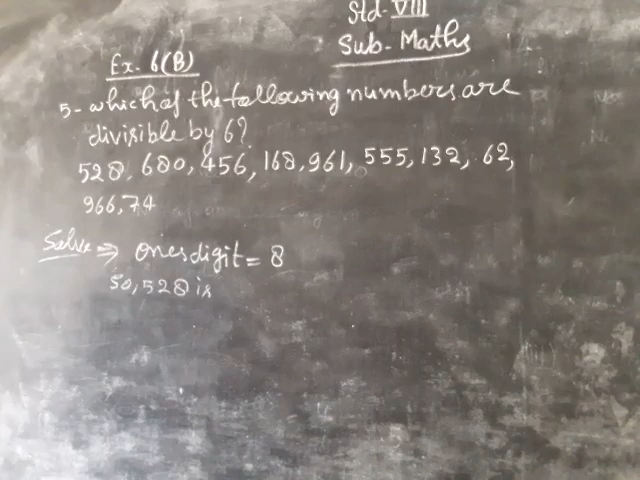 Std-VIII
Sub-Maths
Ex. 6(B)
5-which of the following numbers are
divisible by 6?
528, 680, 456, 168, 961, 555, 132, 62,
966, 74
Solve ⇒ ones digit = 8
so, 528 is